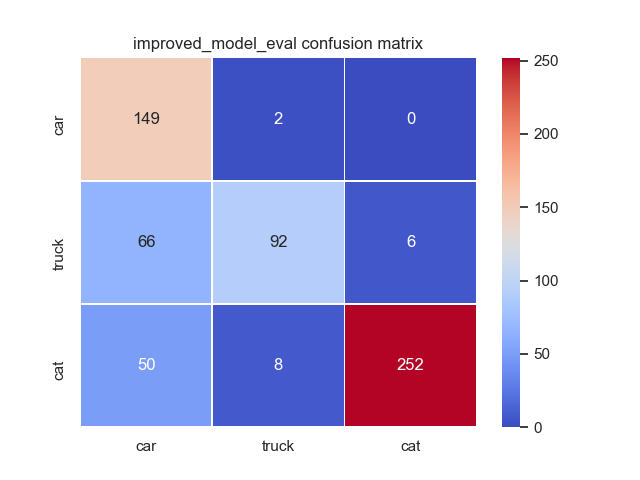 improved_model_eval confusion matrix
car 149 2 0
truck 66 92 6
cat 50 8 252
car truck cat
250
200
150
100
50
0